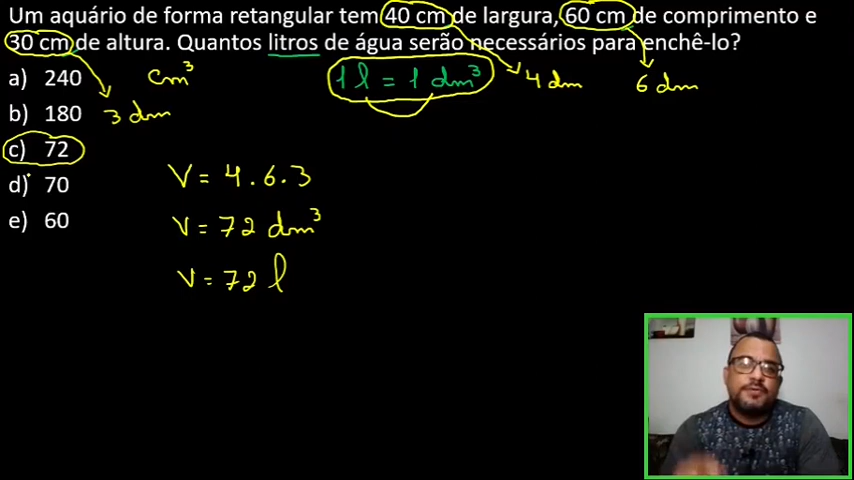 Um aquário de forma retangular tem 40 cm de largura, 60 cm de comprimento e
30 cm de altura. Quantos litros de água serão necessários para enchê-lo?
a) 240 cm³ 1 l = 1 dm³ 4 dm 6 dm
b) 180 3 dm
c) 72
d) 70
e) 60
V = 4 . 6 . 3
V = 72 dm³
V = 72 l